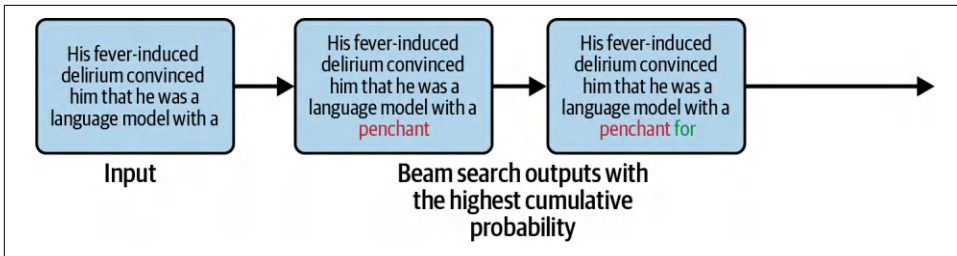 His fever-induced
delirium convinced
him that he was a
language model with a
His fever-induced
delirium convinced
him that he was a
language model with a
penchant
His fever-induced
delirium convinced
him that he was a
language model with a
penchant for
Input
Beam search outputs with
the highest cumulative
probability